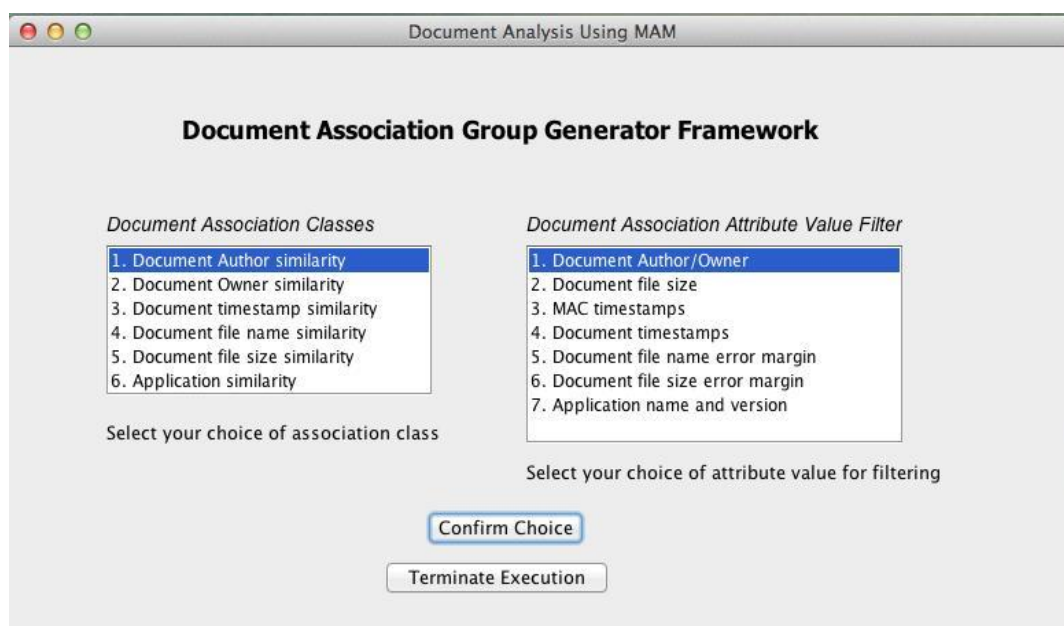 Document Analysis Using MAM
Document Association Group Generator Framework
Document Association Classes
1. Document Author similarity
2. Document Owner similarity
3. Document timestamp similarity
4. Document file name similarity
5. Document file size similarity
6. Application similarity
Select your choice of association class
Document Association Attribute Value Filter
1. Document Author/Owner
2. Document file size
3. MAC timestamps
4. Document timestamps
5. Document file name error margin
6. Document file size error margin
7. Application name and version
Select your choice of attribute value for filtering
Confirm Choice
Terminate Execution